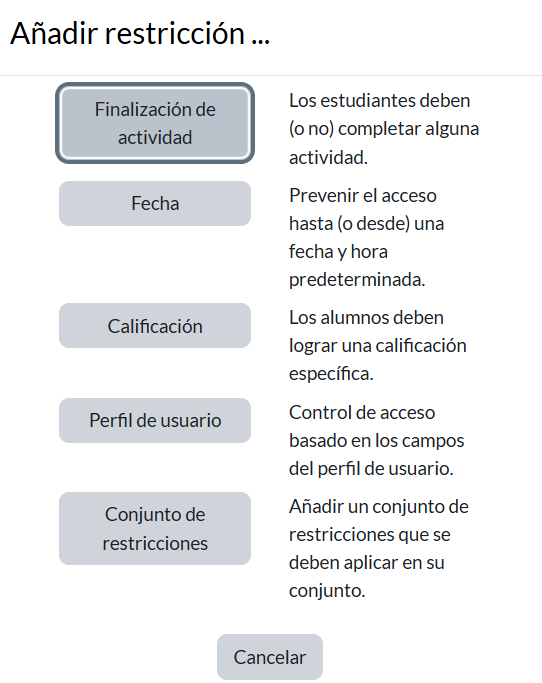 Añadir restricción ...
Finalización de
actividad
Los estudiantes deben
(o no) completar alguna
actividad.
Fecha
Prevenir el acceso
hasta (o desde) una
fecha y hora
predeterminada.
Calificación
Los alumnos deben
lograr una calificación
específica.
Perfil de usuario
Control de acceso
basado en los campos
del perfil de usuario.
Conjunto de
restricciones
Añadir un conjunto de
restricciones que se
deben aplicar en su
conjunto.
Cancelar